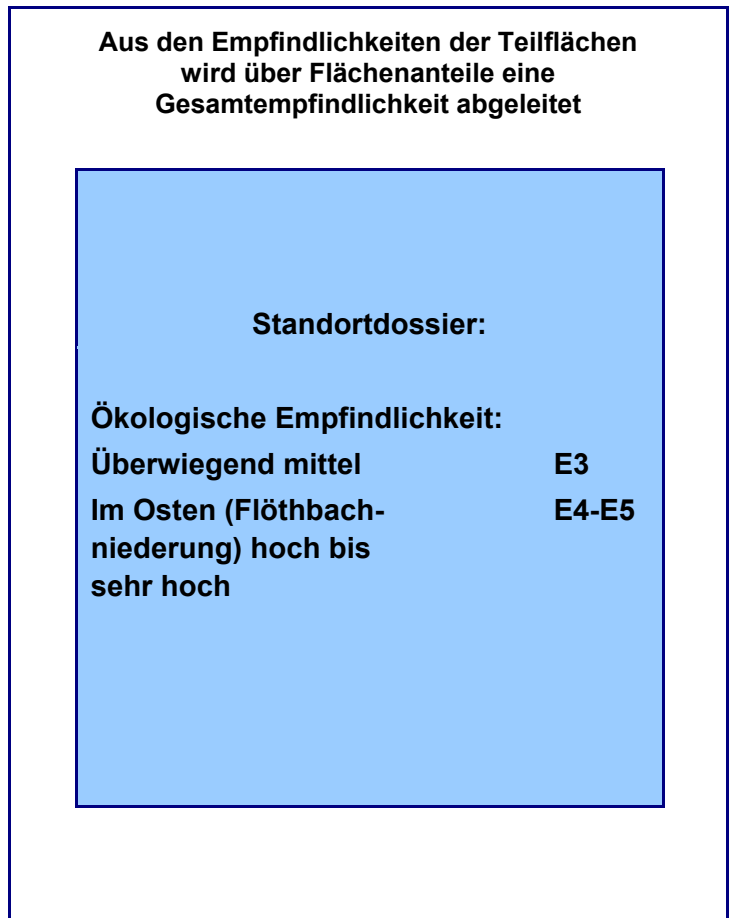 Aus den Empfindlichkeiten der Teilflächen
wird über Flächenanteile eine
Gesamtempfindlichkeit abgeleitet
Standortdossier:
Ökologische Empfindlichkeit:
Überwiegend mittel E3
Im Osten (Flöthbach- E4-E5
niederung) hoch bis
sehr hoch